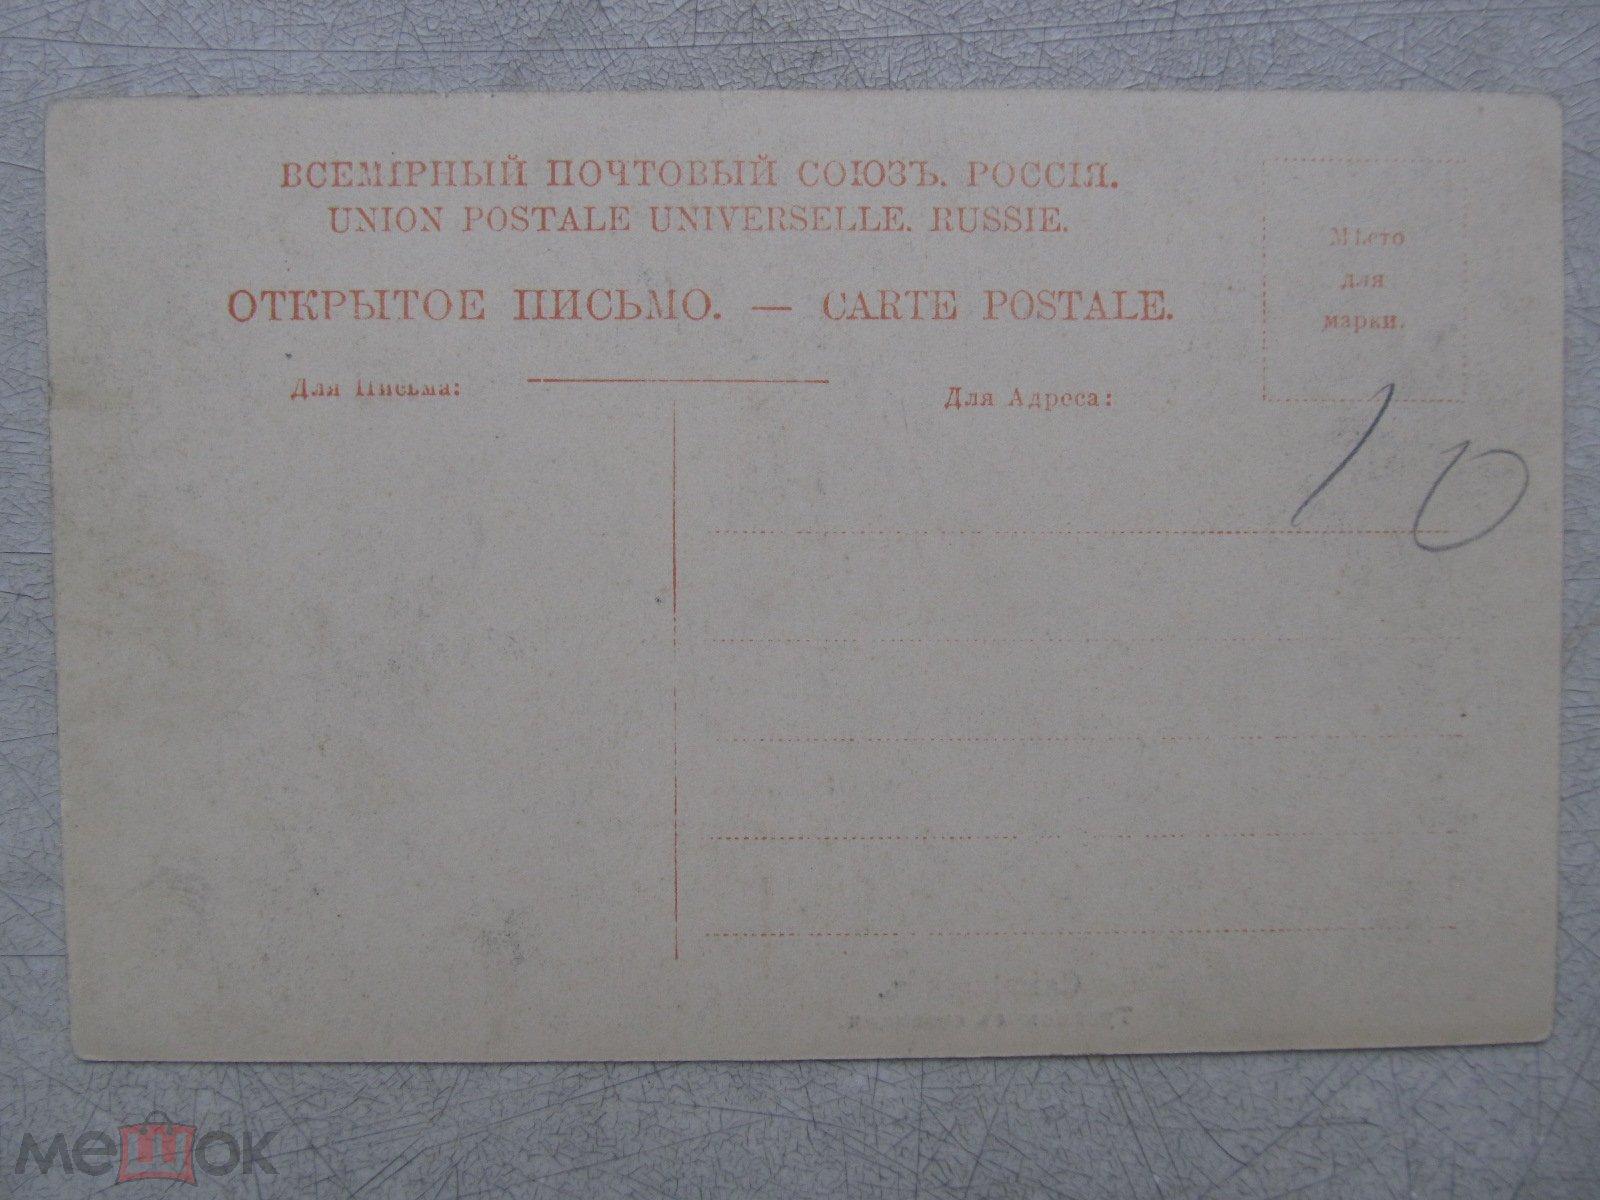 ВСЕМІРНЫЙ ПОЧТОВЫЙ СОЮЗЪ. РОССІЯ.
UNION POSTALE UNIVERSELLE. RUSSIE.
ОТКРЫТОЕ ПИСЬМО. — CARTE POSTALE.
Мѣсто
для
марки.
Для Письма:
Для Адреса:
10
мешок